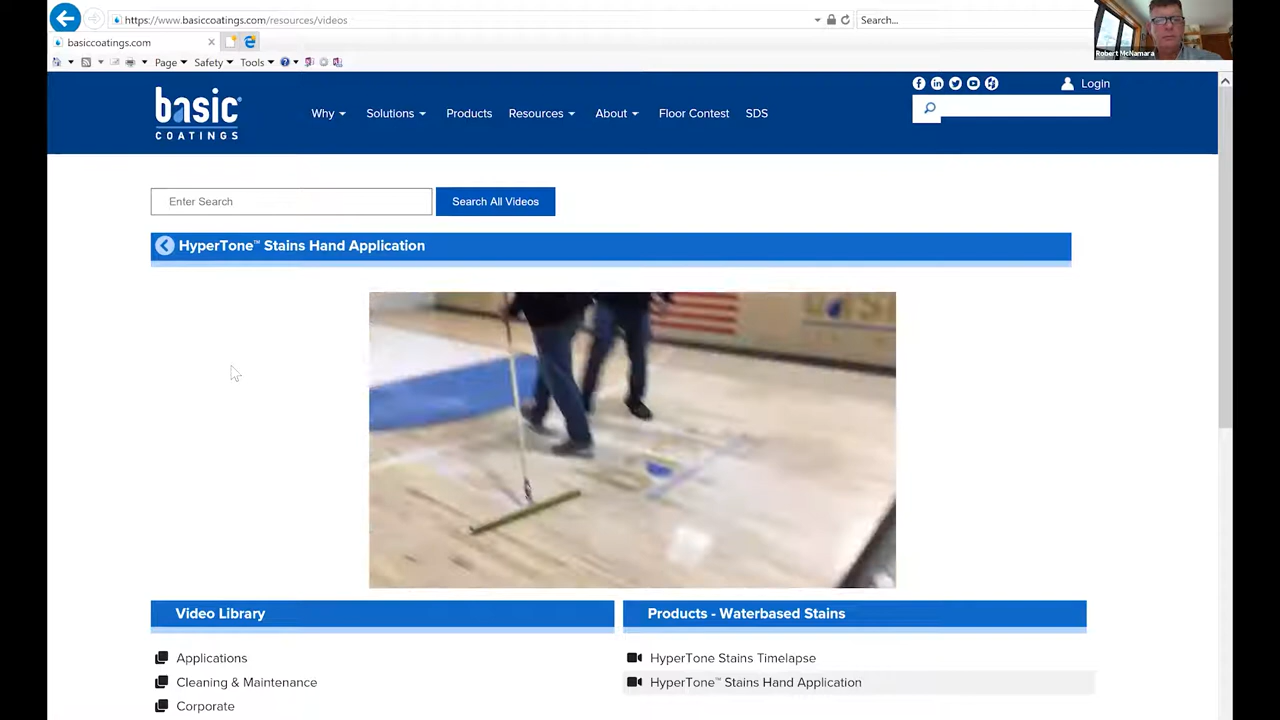 https://www.basiccoatings.com/resources/videos
Search...
basiccoatings.com
Page Safety Tools
Robert McNamara
basic
COATINGS
Why Solutions Products Resources About Floor Contest SDS
Login
Enter Search
Search All Videos
HyperTone™ Stains Hand Application
Video Library
Products - Waterbased Stains
Applications
HyperTone Stains Timelapse
Cleaning & Maintenance
HyperTone™ Stains Hand Application
Corporate